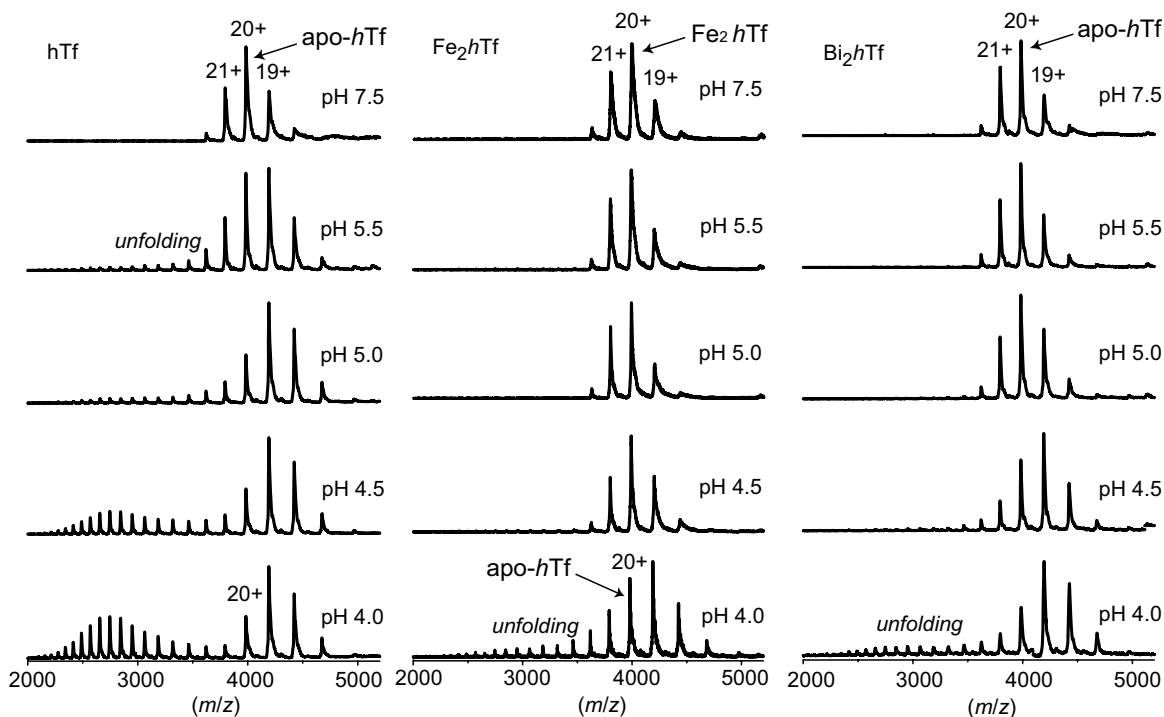 hTf
20+
apo-hTf
21+
19+
pH 7.5
unfolding
pH 5.5
pH 5.0
pH 4.5
20+
pH 4.0
2000 3000 4000 5000
(m/z)
Fe2hTf
20+
Fe2 hTf
21+
19+
pH 7.5
pH 5.5
pH 5.0
pH 4.5
apo-hTf
20+
unfolding
pH 4.0
2000 3000 4000 5000
(m/z)
Bi2hTf
20+
apo-hTf
21+
19+
pH 7.5
pH 5.5
pH 5.0
pH 4.5
unfolding
pH 4.0
2000 3000 4000 5000
(m/z)